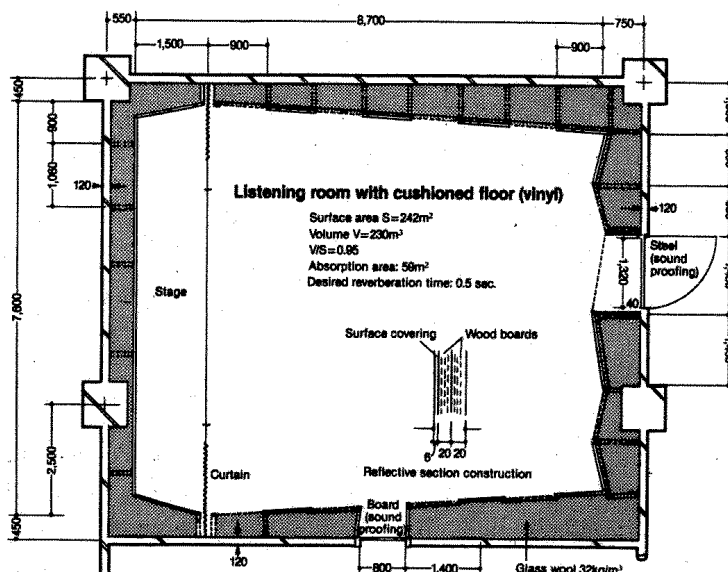 550
8,700
750
1,500
900
900
450
900
1,080
120
7,600
2,500
450
Listening room with cushioned floor (vinyl)
Surface area S=242m²
Volume V=230m³
V/S=0.95
Absorption area: 59m²
Desired reverberation time: 0.5 sec.
Stage
120
Steel
(sound
proofing)
1,320
40
Surface covering
Wood boards
6
20
20
Reflective section construction
Curtain
Board
(sound
proofing)
120
800
1,400
Glass wool 32kg/m³